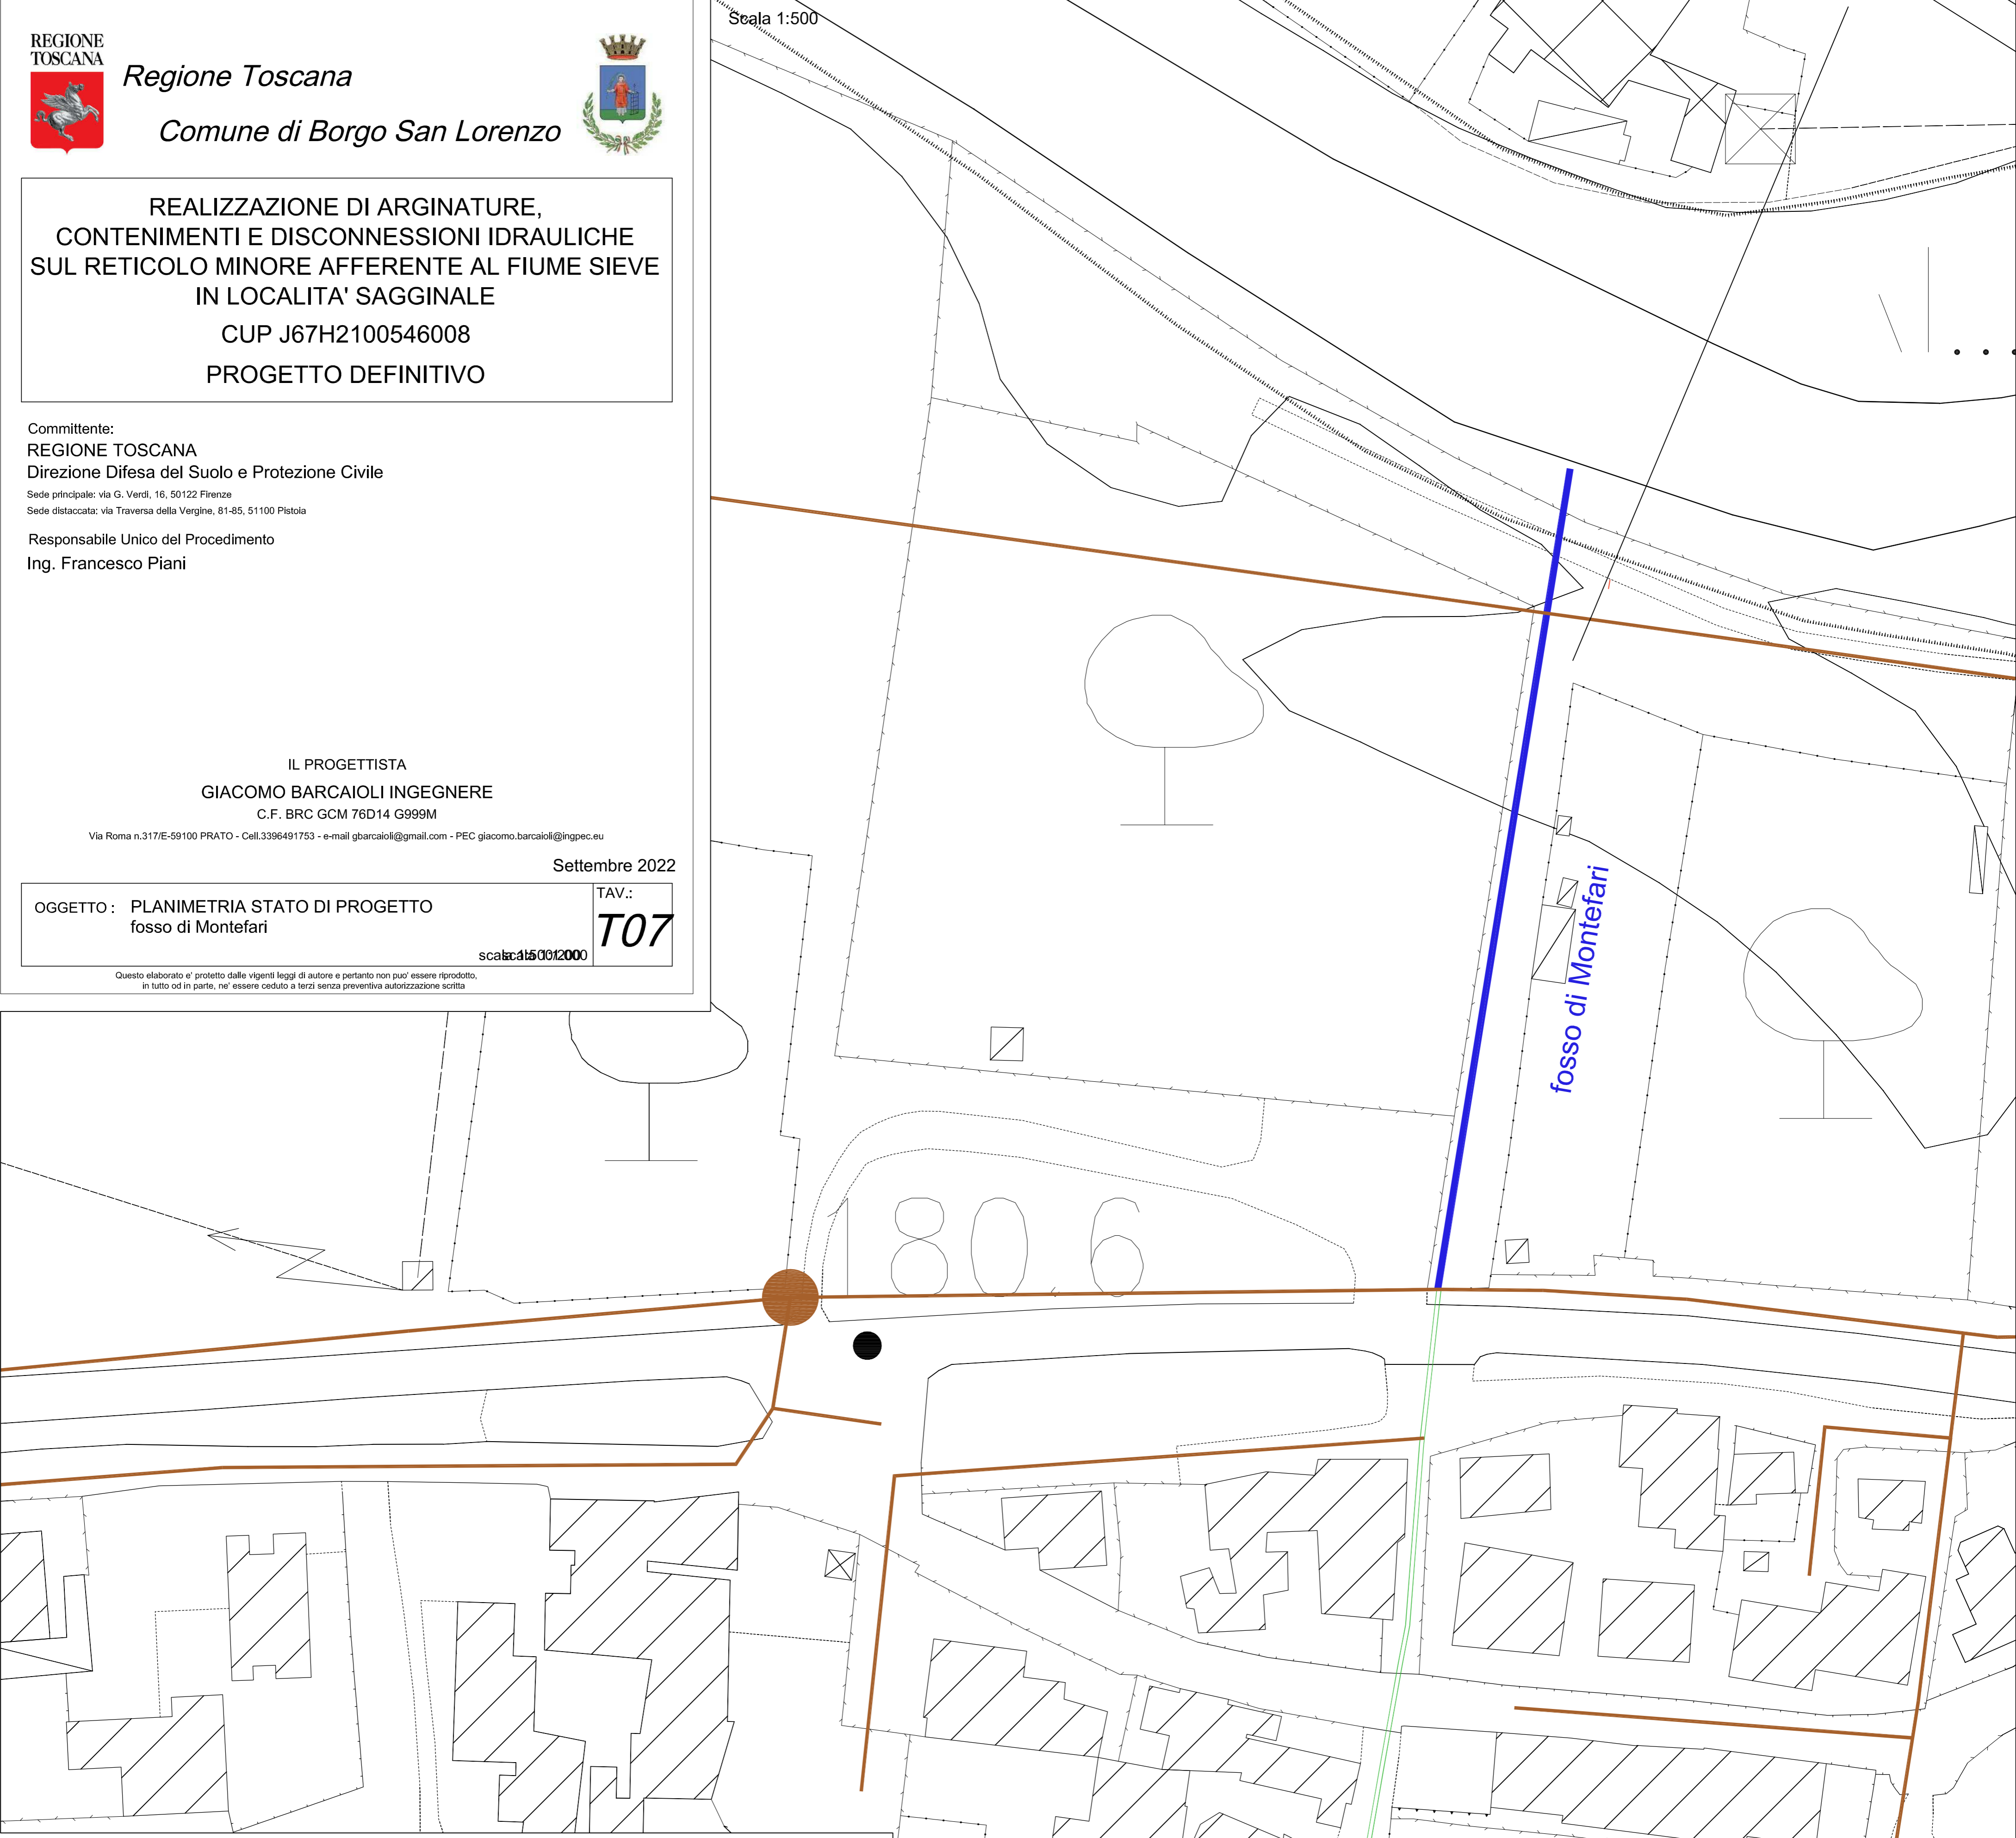 Scala 1:500
REGIONE
TOSCANA
Regione Toscana
Comune di Borgo San Lorenzo
REALIZZAZIONE DI ARGINATURE,
CONTENIMENTI E DISCONNESSIONI IDRAULICHE
SUL RETICOLO MINORE AFFERENTE AL FIUME SIEVE
IN LOCALITA' SAGGINALE
CUP J67H2100546008
PROGETTO DEFINITIVO
Committente:
REGIONE TOSCANA
Direzione Difesa del Suolo e Protezione Civile
Sede principale: via G. Verdi, 16, 50122 Firenze
Sede distaccata: via Traversa della Vergine, 81-85, 51100 Pistoia
Responsabile Unico del Procedimento
Ing. Francesco Piani
IL PROGETTISTA
GIACOMO BARCAIOLI INGEGNERE
C.F. BRC GCM 76D14 G999M
Via Roma n.317/E-59100 PRATO - Cell.3396491753 - e-mail gbarcaioli@gmail.com - PEC giacomo.barcaioli@ingpec.eu
Settembre 2022
OGGETTO : PLANIMETRIA STATO DI PROGETTO
fosso di Montefari
TAV.:
T07
Questo elaborato e' protetto dalle vigenti leggi di autore e pertanto non puo' essere riprodotto,
in tutto od in parte, ne' essere ceduto a terzi senza preventiva autorizzazione scritta
fosso di Montefari
180 6